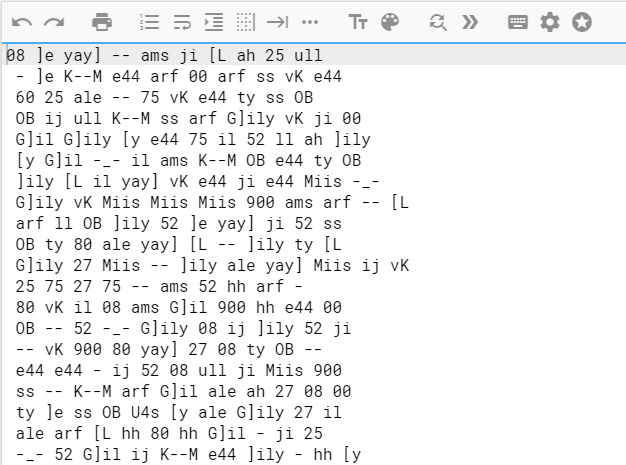 08 ]e yay] -- ams ji [L ah 25 ull
- ]e K--M e44 arf 00 arf ss vK e44
60 25 ale -- 75 vK e44 ty ss OB
OB ij ull K--M ss arf G]ily vK ji 00
G]il G]ily [y e44 75 il 52 ll ah ]ily
[y G]il -_- il ams K--M OB e44 ty OB
]ily [L il yay] vK e44 ji e44 Miis -_-
G]ily vK Miis Miis Miis 900 ams arf -- [L
arf ll OB ]ily 52 ]e yay] ji 52 ss
OB ty 80 ale yay] [L -- ]ily ty [L
G]ily 27 Miis -- ]ily ale yay] Miis ij vK
25 75 27 75 -- ams 52 hh arf -
80 vK il 08 ams G]il 900 hh e44 00
OB -- 52 -_- G]ily 08 ij ]ily 52 ji
-- vK 900 80 yay] 27 08 ty OB --
e44 e44 - ij 52 08 ull ji Miis 900
ss -- K--M arf G]il ale ah 27 08 00
ty ]e ss OB U4s [y ale G]ily 27 il
ale arf [L hh 80 hh G]il - ji 25
-_- 52 G]il ij K--M e44 ]ily - hh [y